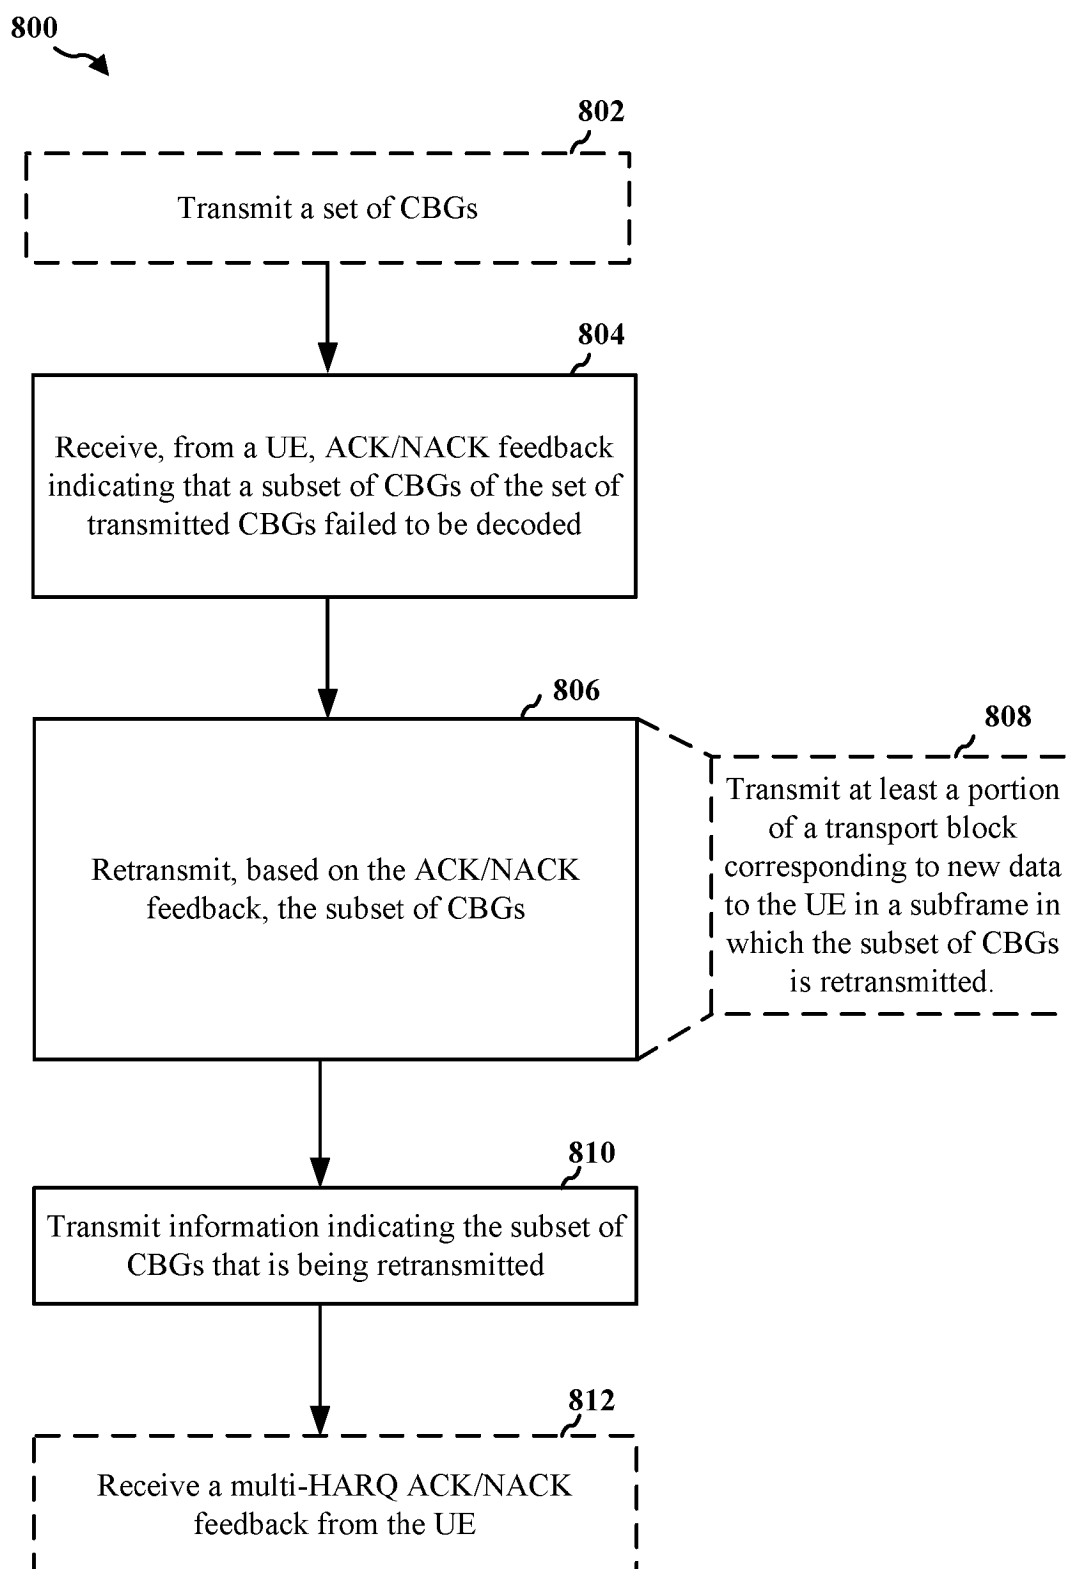 800
802
Transmit a set of CBGs
804
Receive, from a UE, ACK/NACK feedback
indicating that a subset of CBGs of the set of
transmitted CBGs failed to be decoded
806
Retransmit, based on the ACK/NACK
feedback, the subset of CBGs
808
Transmit at least a portion
of a transport block
corresponding to new data
to the UE in a subframe in
which the subset of CBGs
is retransmitted.
810
Transmit information indicating the subset of
CBGs that is being retransmitted
812
Receive a multi-HARQ ACK/NACK
feedback from the UE